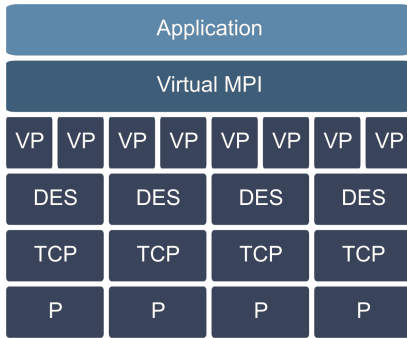 Application
Virtual MPI
VP VP VP VP VP VP VP VP
DES DES DES DES
TCP TCP TCP TCP
P P P P